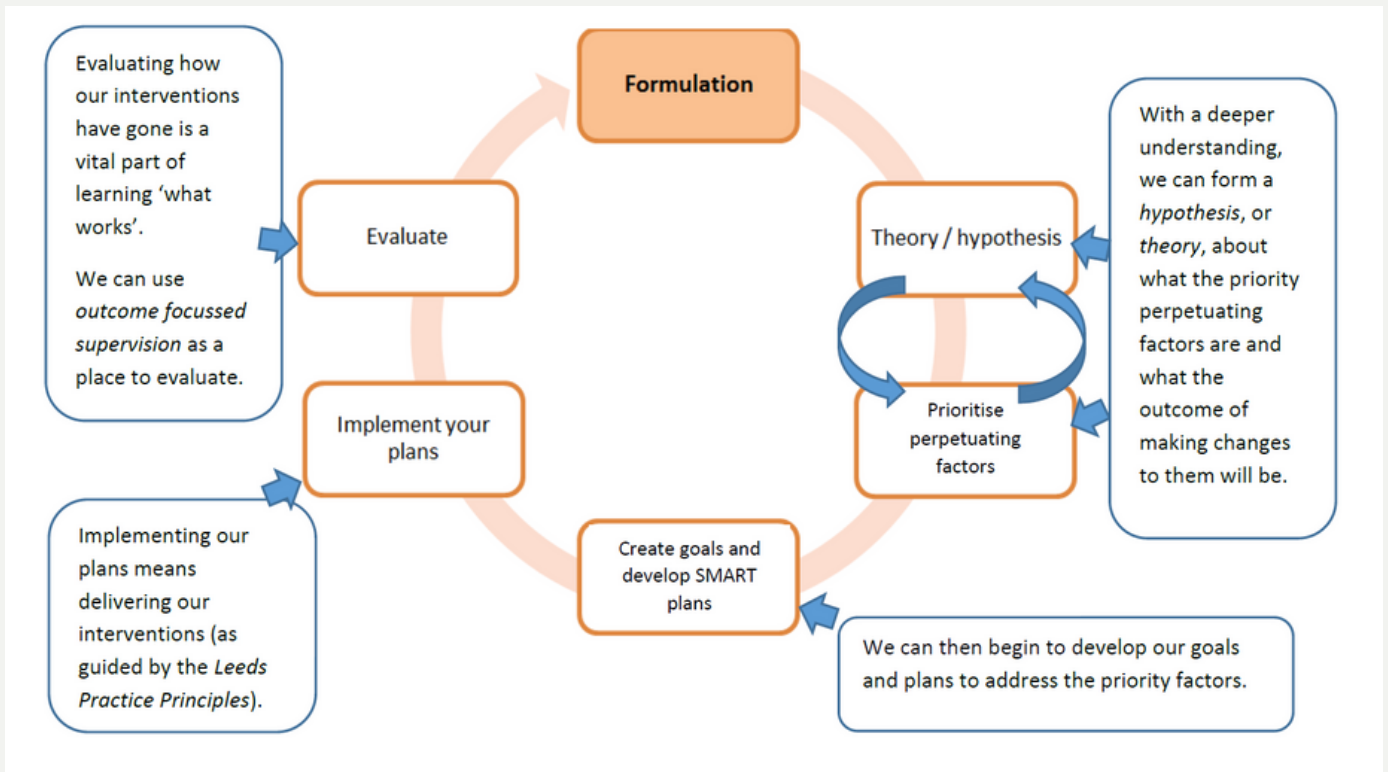 Formulation
Theory / hypothesis
With a deeper
understanding,
we can form a
hypothesis, or
theory, about
what the priority
perpetuating
factors are and
what the
outcome of
making changes
to them will be.
Prioritise
perpetuating
factors
Create goals and
develop SMART
plans
We can then begin to develop our goals
and plans to address the priority factors.
Implement your
plans
Implementing our
plans means
delivering our
interventions (as
guided by the Leeds
Practice Principles).
Evaluate
Evaluating how
our interventions
have gone is a
vital part of
learning ‘what
works’.
We can use
outcome focussed
supervision as a
place to evaluate.